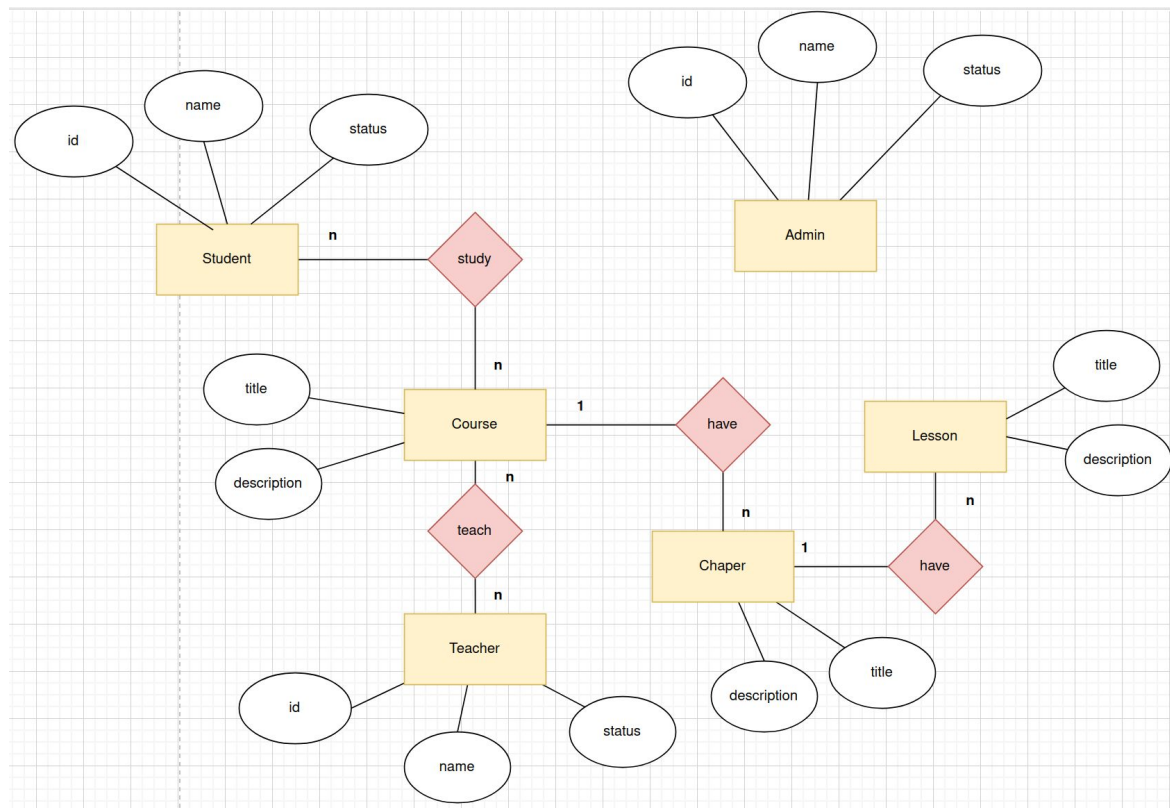 name
id
status
name
id
status
Student
n
study
Admin
n
title
Course
1
have
description
n
teach
n
Teacher
id
name
status
n
Chaper
1
have
n
Lesson
title
description
description
title